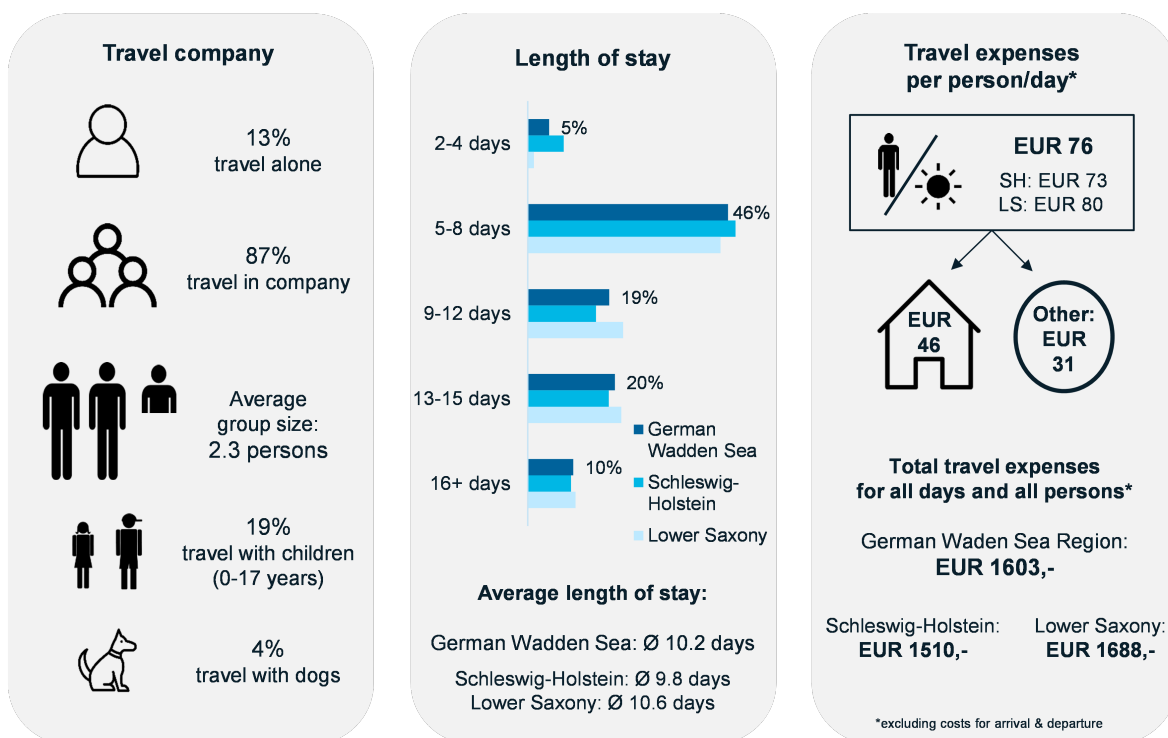 Travel company
13%
travel alone
87%
travel in company
Average
group size:
2.3 persons
19%
travel with children
(0-17 years)
4%
travel with dogs
Length of stay
2-4 days
5%
5-8 days
46%
9-12 days
19%
13-15 days
20%
16+ days
10%
German
Wadden Sea
Schleswig-
Holstein
Lower Saxony
Average length of stay:
German Wadden Sea: Ø 10.2 days
Schleswig-Holstein: Ø 9.8 days
Lower Saxony: Ø 10.6 days
Travel expenses
per person/day*
EUR 76
SH: EUR 73
LS: EUR 80
EUR
46
Other:
EUR
31
Total travel expenses
for all days and all persons*
German Waden Sea Region:
EUR 1603,-
Schleswig-Holstein:
EUR 1510,-
Lower Saxony:
EUR 1688,-
*excluding costs for arrival & departure